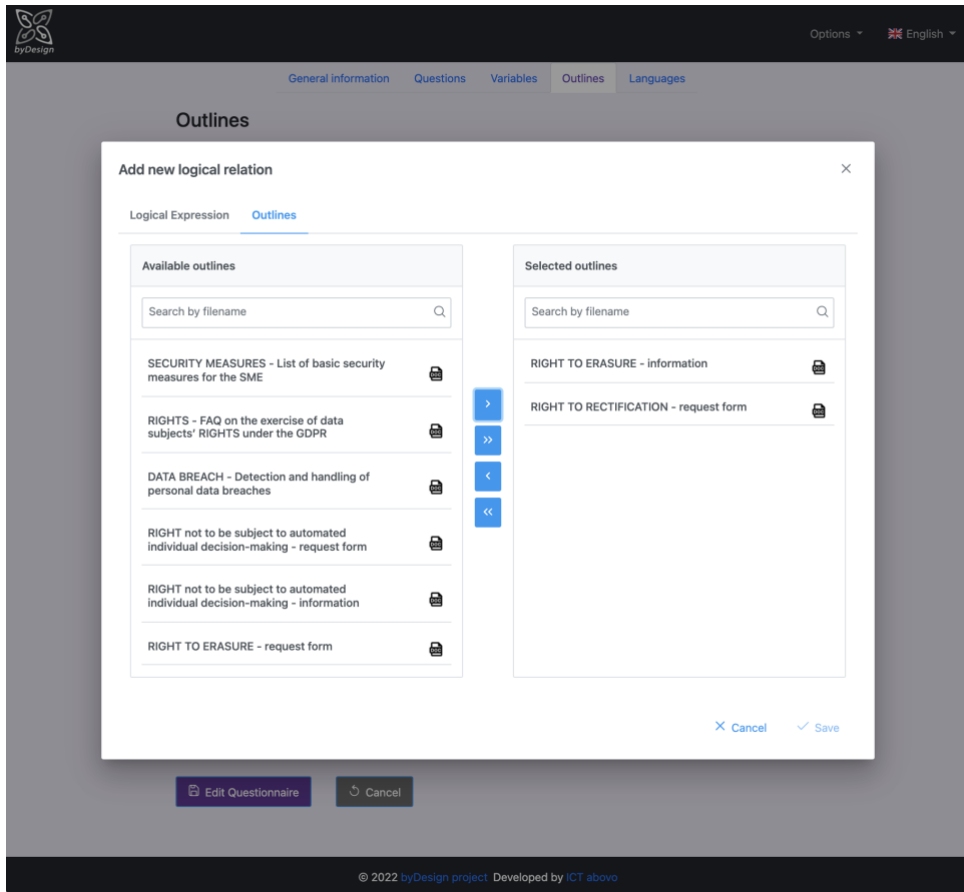 byDesign
Options
English
General information Questions Variables Outlines Languages
Outlines
Add new logical relation
Logical Expression Outlines
Available outlines
Search by filename
SECURITY MEASURES - List of basic security
measures for the SME
RIGHTS - FAQ on the exercise of data
subjects' RIGHTS under the GDPR
DATA BREACH - Detection and handling of
personal data breaches
RIGHT not to be subject to automated
individual decision-making - request form
RIGHT not to be subject to automated
individual decision-making - information
RIGHT TO ERASURE - request form
Selected outlines
Search by filename
RIGHT TO ERASURE - information
RIGHT TO RECTIFICATION - request form
Cancel Save
Edit Questionnaire Cancel
© 2022 byDesign project Developed by ICT abovo